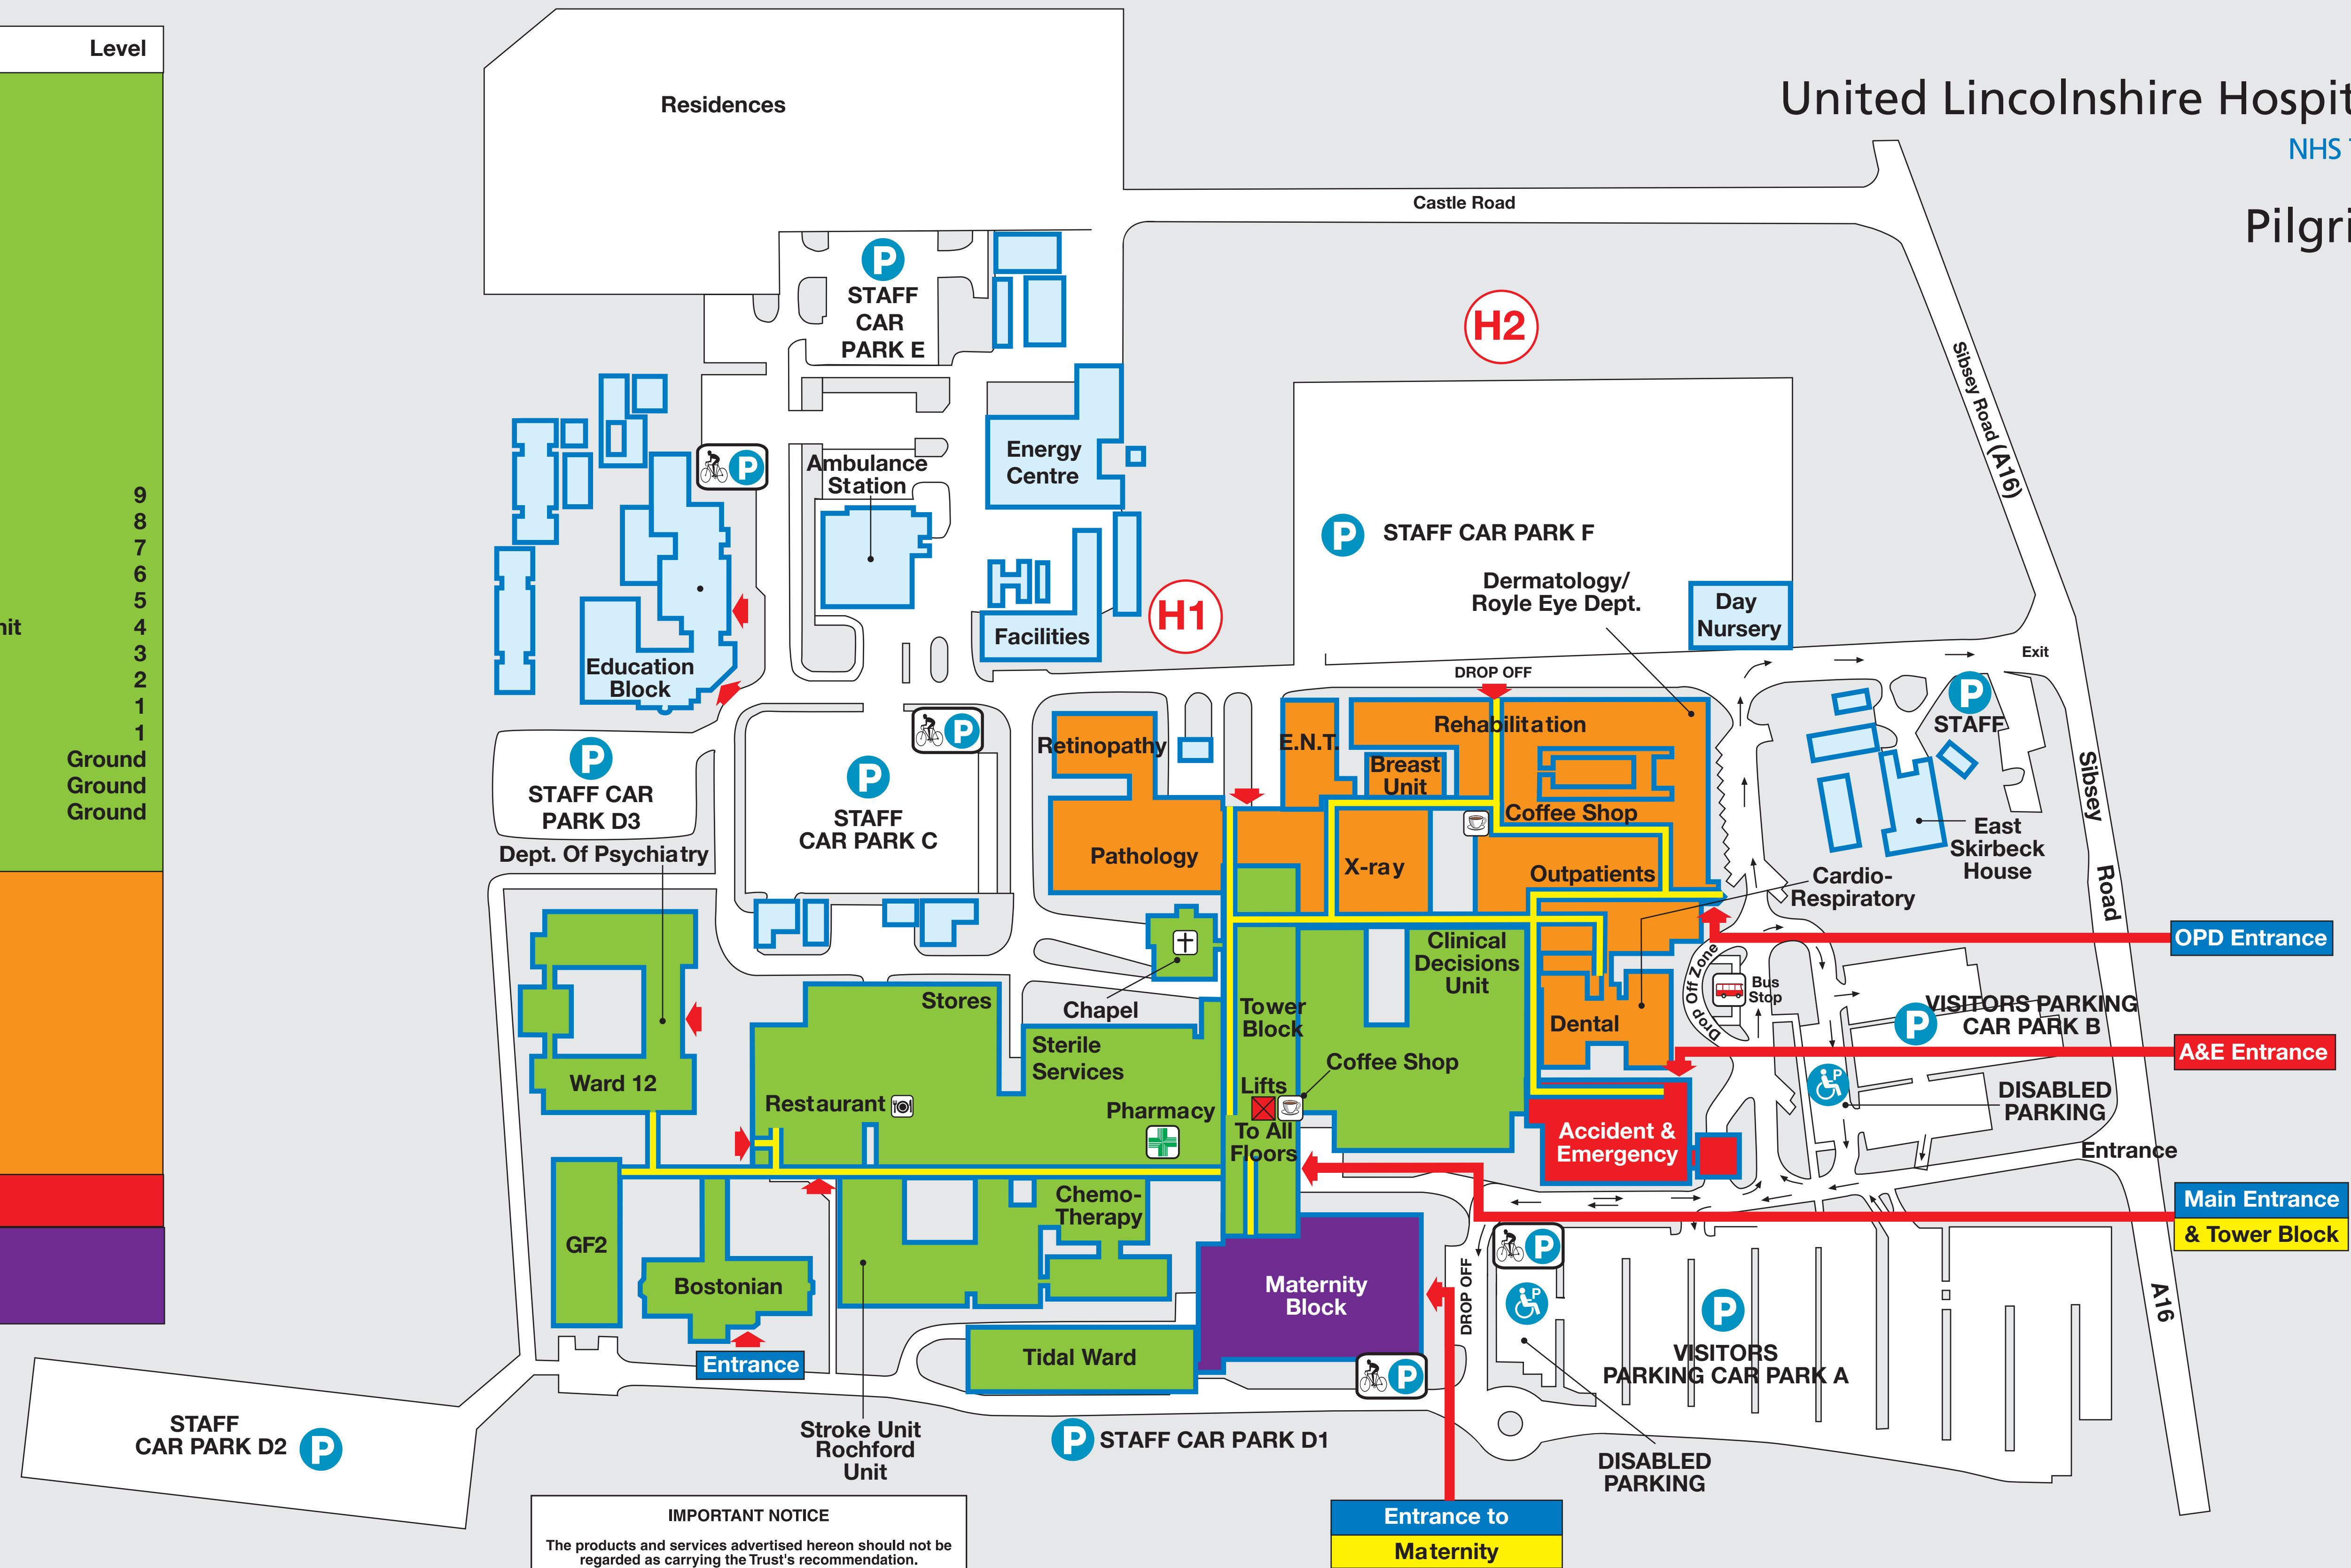 Level
9
8
7
6
5
nit 4
3
2
1
1
Ground
Ground
Ground
United Lincolnshire Hospit
NHS T
Pilgri
Residences
Castle Road
P
STAFF
CAR
PARK E
H2
Sibsey Road (A16)
Energy
Centre
P
Ambulance
Station
P STAFF CAR PARK F
Dermatology/
Royle Eye Dept.
Day
Nursery
H1
Facilities
Education
Block
DROP OFF
Exit
P
STAFF
P
STAFF CAR
PARK D3
P
P
STAFF
CAR PARK C
Retinopathy
E.N.T.
Rehabilitation
Breast
Unit
Coffee Shop
Sibsey
Road
A16
East
Skirbeck
House
Dept. Of Psychiatry
Pathology
X-ray
Outpatients
Cardio-
Respiratory
OPD Entrance
Clinical
Decisions
Unit
Drop Off Zone
Bus
Stop
Chapel
Stores
Tower
Block
Dental
P VISITORS PARKING
CAR PARK B
Sterile
Services
A&E Entrance
Coffee Shop
P
DISABLED
PARKING
Ward 12
Restaurant
Pharmacy
Lifts
To All
Floors
Accident &
Emergency
Entrance
Main Entrance
& Tower Block
Chemo-
Therapy
GF2
Bostonian
Maternity
Block
DROP OFF
P
P
P
VISITORS
PARKING CAR PARK A
Entrance
Tidal Ward
P
STAFF
CAR PARK D2 P
Stroke Unit
Rochford
Unit
P STAFF CAR PARK D1
DISABLED
PARKING
IMPORTANT NOTICE
The products and services advertised hereon should not be
regarded as carrying the Trust's recommendation.
Entrance to
Maternity